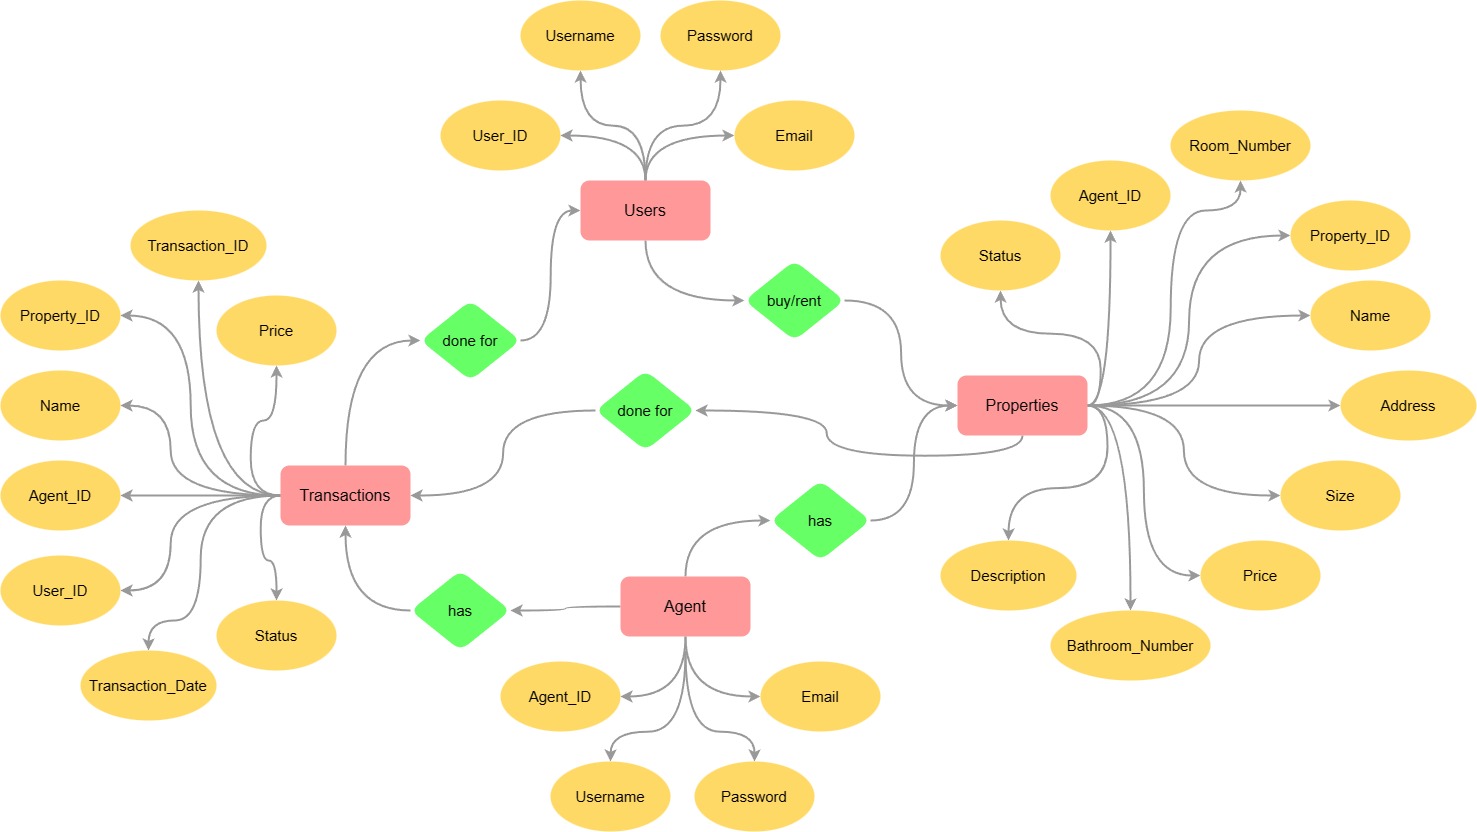 Username
Password
User_ID
Email
Users
Room_Number
Agent_ID
Property_ID
Status
Name
Transaction_ID
Property_ID
Price
buy/rent
done for
Name
done for
Properties
Address
Agent_ID
Transactions
has
Size
User_ID
Status
Transaction_Date
has
Agent
Description
Price
Bathroom_Number
Agent_ID
Email
Username
Password